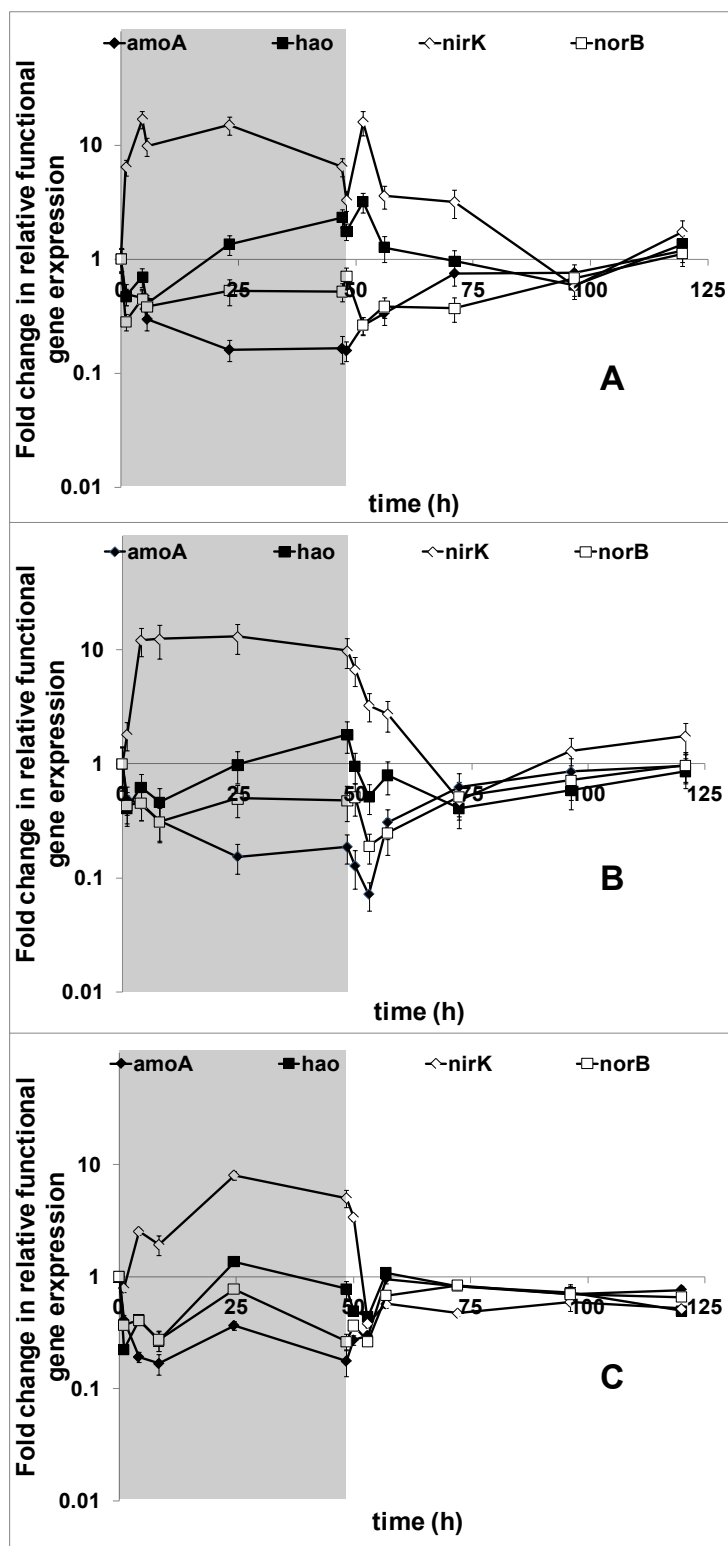 amoA hao nirK norB
10
1
0 25 50 75 100 125
0.1
0.01
Fold change in relative functional
gene erxpression
A
time (h)
amoA hao nirK norB
10
1
0 25 50 75 100 125
0.1
0.01
Fold change in relative functional
gene erxpression
B
time (h)
amoA hao nirK norB
10
1
0 25 50 75 100 125
0.1
0.01
Fold change in relative functional
gene erxpression
C
time (h)